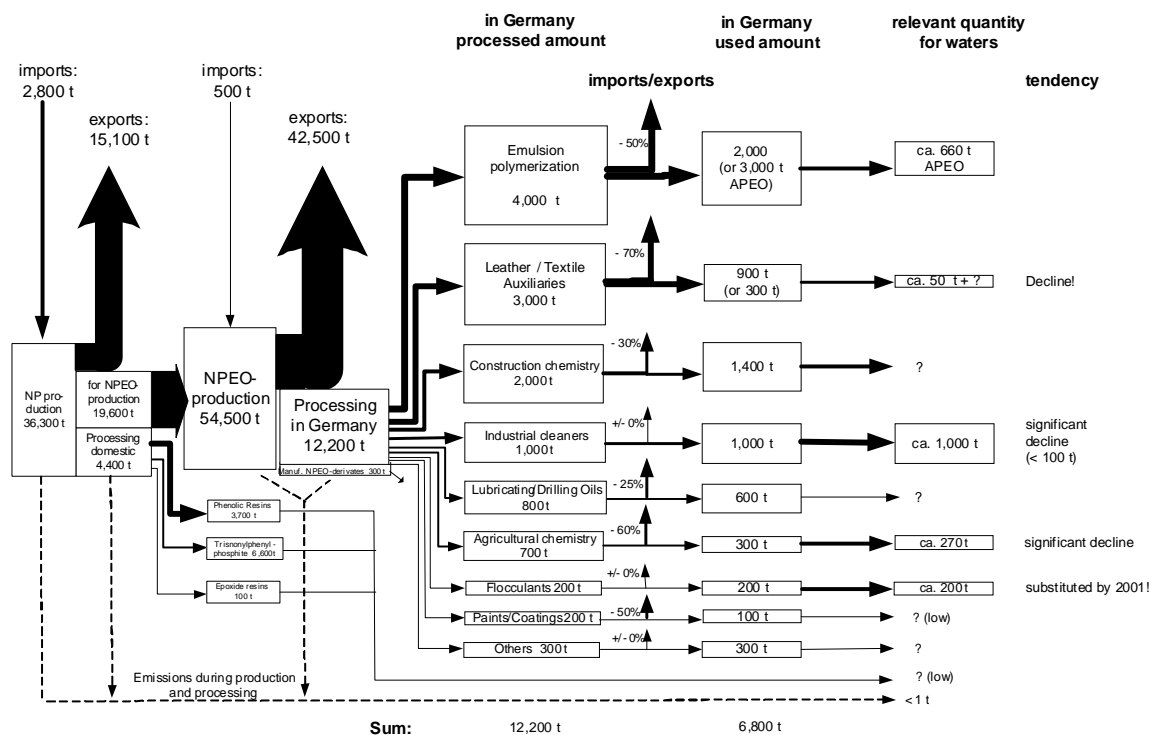 in Germany
processed amount
in Germany
used amount
relevant quantity
for waters
imports/exports
tendency
imports:
2,800 t
exports:
15,100 t
imports:
500 t
exports:
42,500 t
NP pro-
duction
36,300 t
for NPEO-
production
19,600 t
Processing
domestic
4,400 t
NPEO-
production
54,500 t
Processing
in Germany
12,200 t
Manuf. NPEO-derivates 300 t
Phenolic Resins
3,700 t
Trisnonylphenyl-
phosphite 6,600t
Epoxide resins
100 t
Emulsion
polymerization
4,000 t
- 50%
2,000
(or 3,000 t
APEO)
ca. 660 t
APEO
Leather / Textile
Auxiliaries
3,000 t
- 70%
900 t
(or 300 t)
ca. 50 t + ?
Decline!
Construction chemistry
2,000 t
- 30%
1,400 t
?
Industrial cleaners
1,000 t
+/- 0%
1,000 t
ca. 1,000 t
significant
decline
(< 100 t)
Lubricating/Drilling Oils
800t
- 25%
600 t
?
Agricultural chemistry
700 t
- 60%
300 t
ca. 270 t
significant decline
Flocculants 200 t
+/- 0%
200 t
ca. 200 t
substituted by 2001!
Paints/Coatings 200 t
- 50%
100 t
? (low)
Others 300 t
+/- 0%
300 t
?
? (low)
Emissions during production
and processing
< 1 t
Sum:
12,200 t
6,800 t